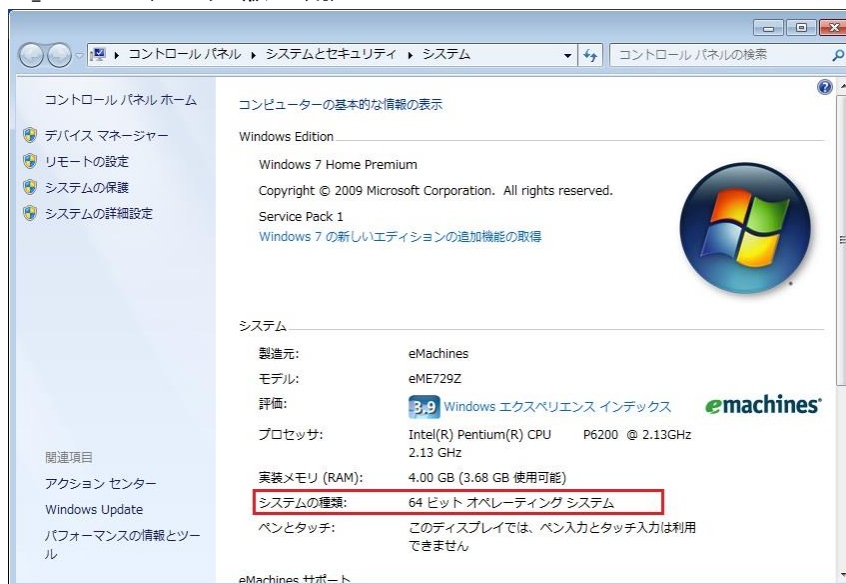 コントロール パネル ▸ システムとセキュリティ ▸ システム
コントロール パネルの検索
コントロール パネル ホーム
デバイス マネージャー
リモートの設定
システムの保護
システムの詳細設定
関連項目
アクション センター
Windows Update
パフォーマンスの情報とツー
ル
コンピューターの基本的な情報の表示
Windows Edition
Windows 7 Home Premium
Copyright © 2009 Microsoft Corporation. All rights reserved.
Service Pack 1
Windows 7 の新しいエディションの追加機能の取得
システム
製造元: eMachines
モデル: eME729Z
評価: 3.9 Windows エクスペリエンス インデックス
emachines
プロセッサ: Intel(R) Pentium(R) CPU P6200 @ 2.13GHz
2.13 GHz
実装メモリ (RAM): 4.00 GB (3.68 GB 使用可能)
システムの種類: 64 ビット オペレーティング システム
ペンとタッチ: このディスプレイでは、ペン入力とタッチ入力は利用
できません
eMachines サポート